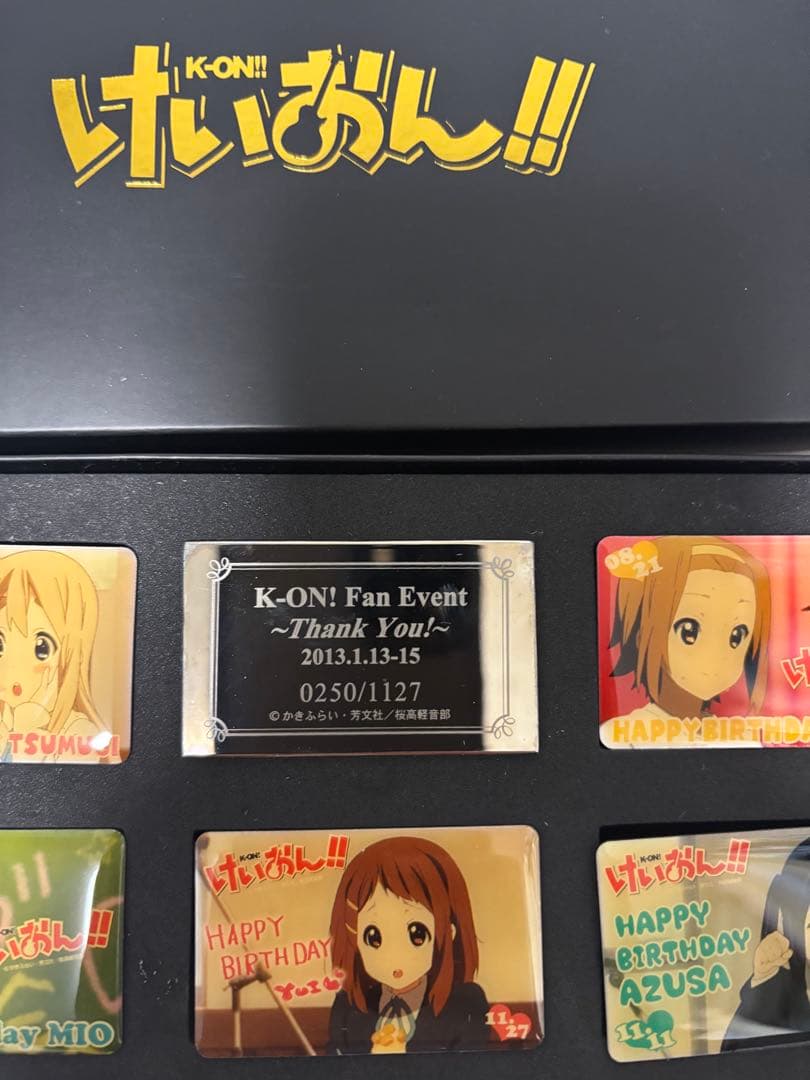 K-ON!!
けいおん!!
K-ON! Fan Event
~Thank You!~
2013.1.13-15
0250/1127
©かきふらい・芳文社／桜高軽音部
TSUMUGI
08.21
HAPPY BIRTHDA
K-ON!
いおん!!
day MIO
K-ON!
けいおん!!
HAPPY
BIRTHDAY
YUI
11.27
K-ON!
けいおん!!
HAPPY
BIRTHDAY
AZUSA
11.11